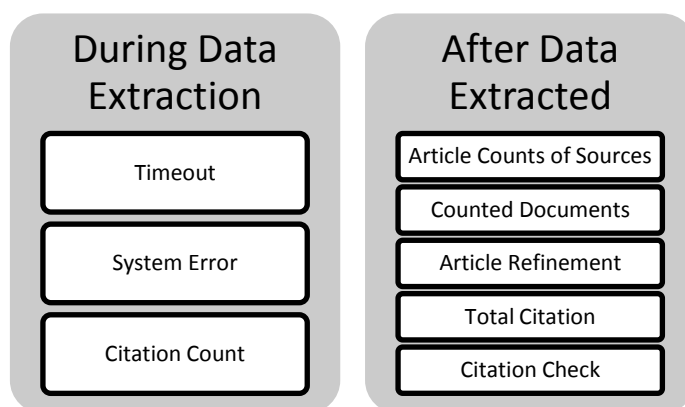 During Data
Extraction
Timeout
System Error
Citation Count
After Data
Extracted
Article Counts of Sources
Counted Documents
Article Refinement
Total Citation
Citation Check